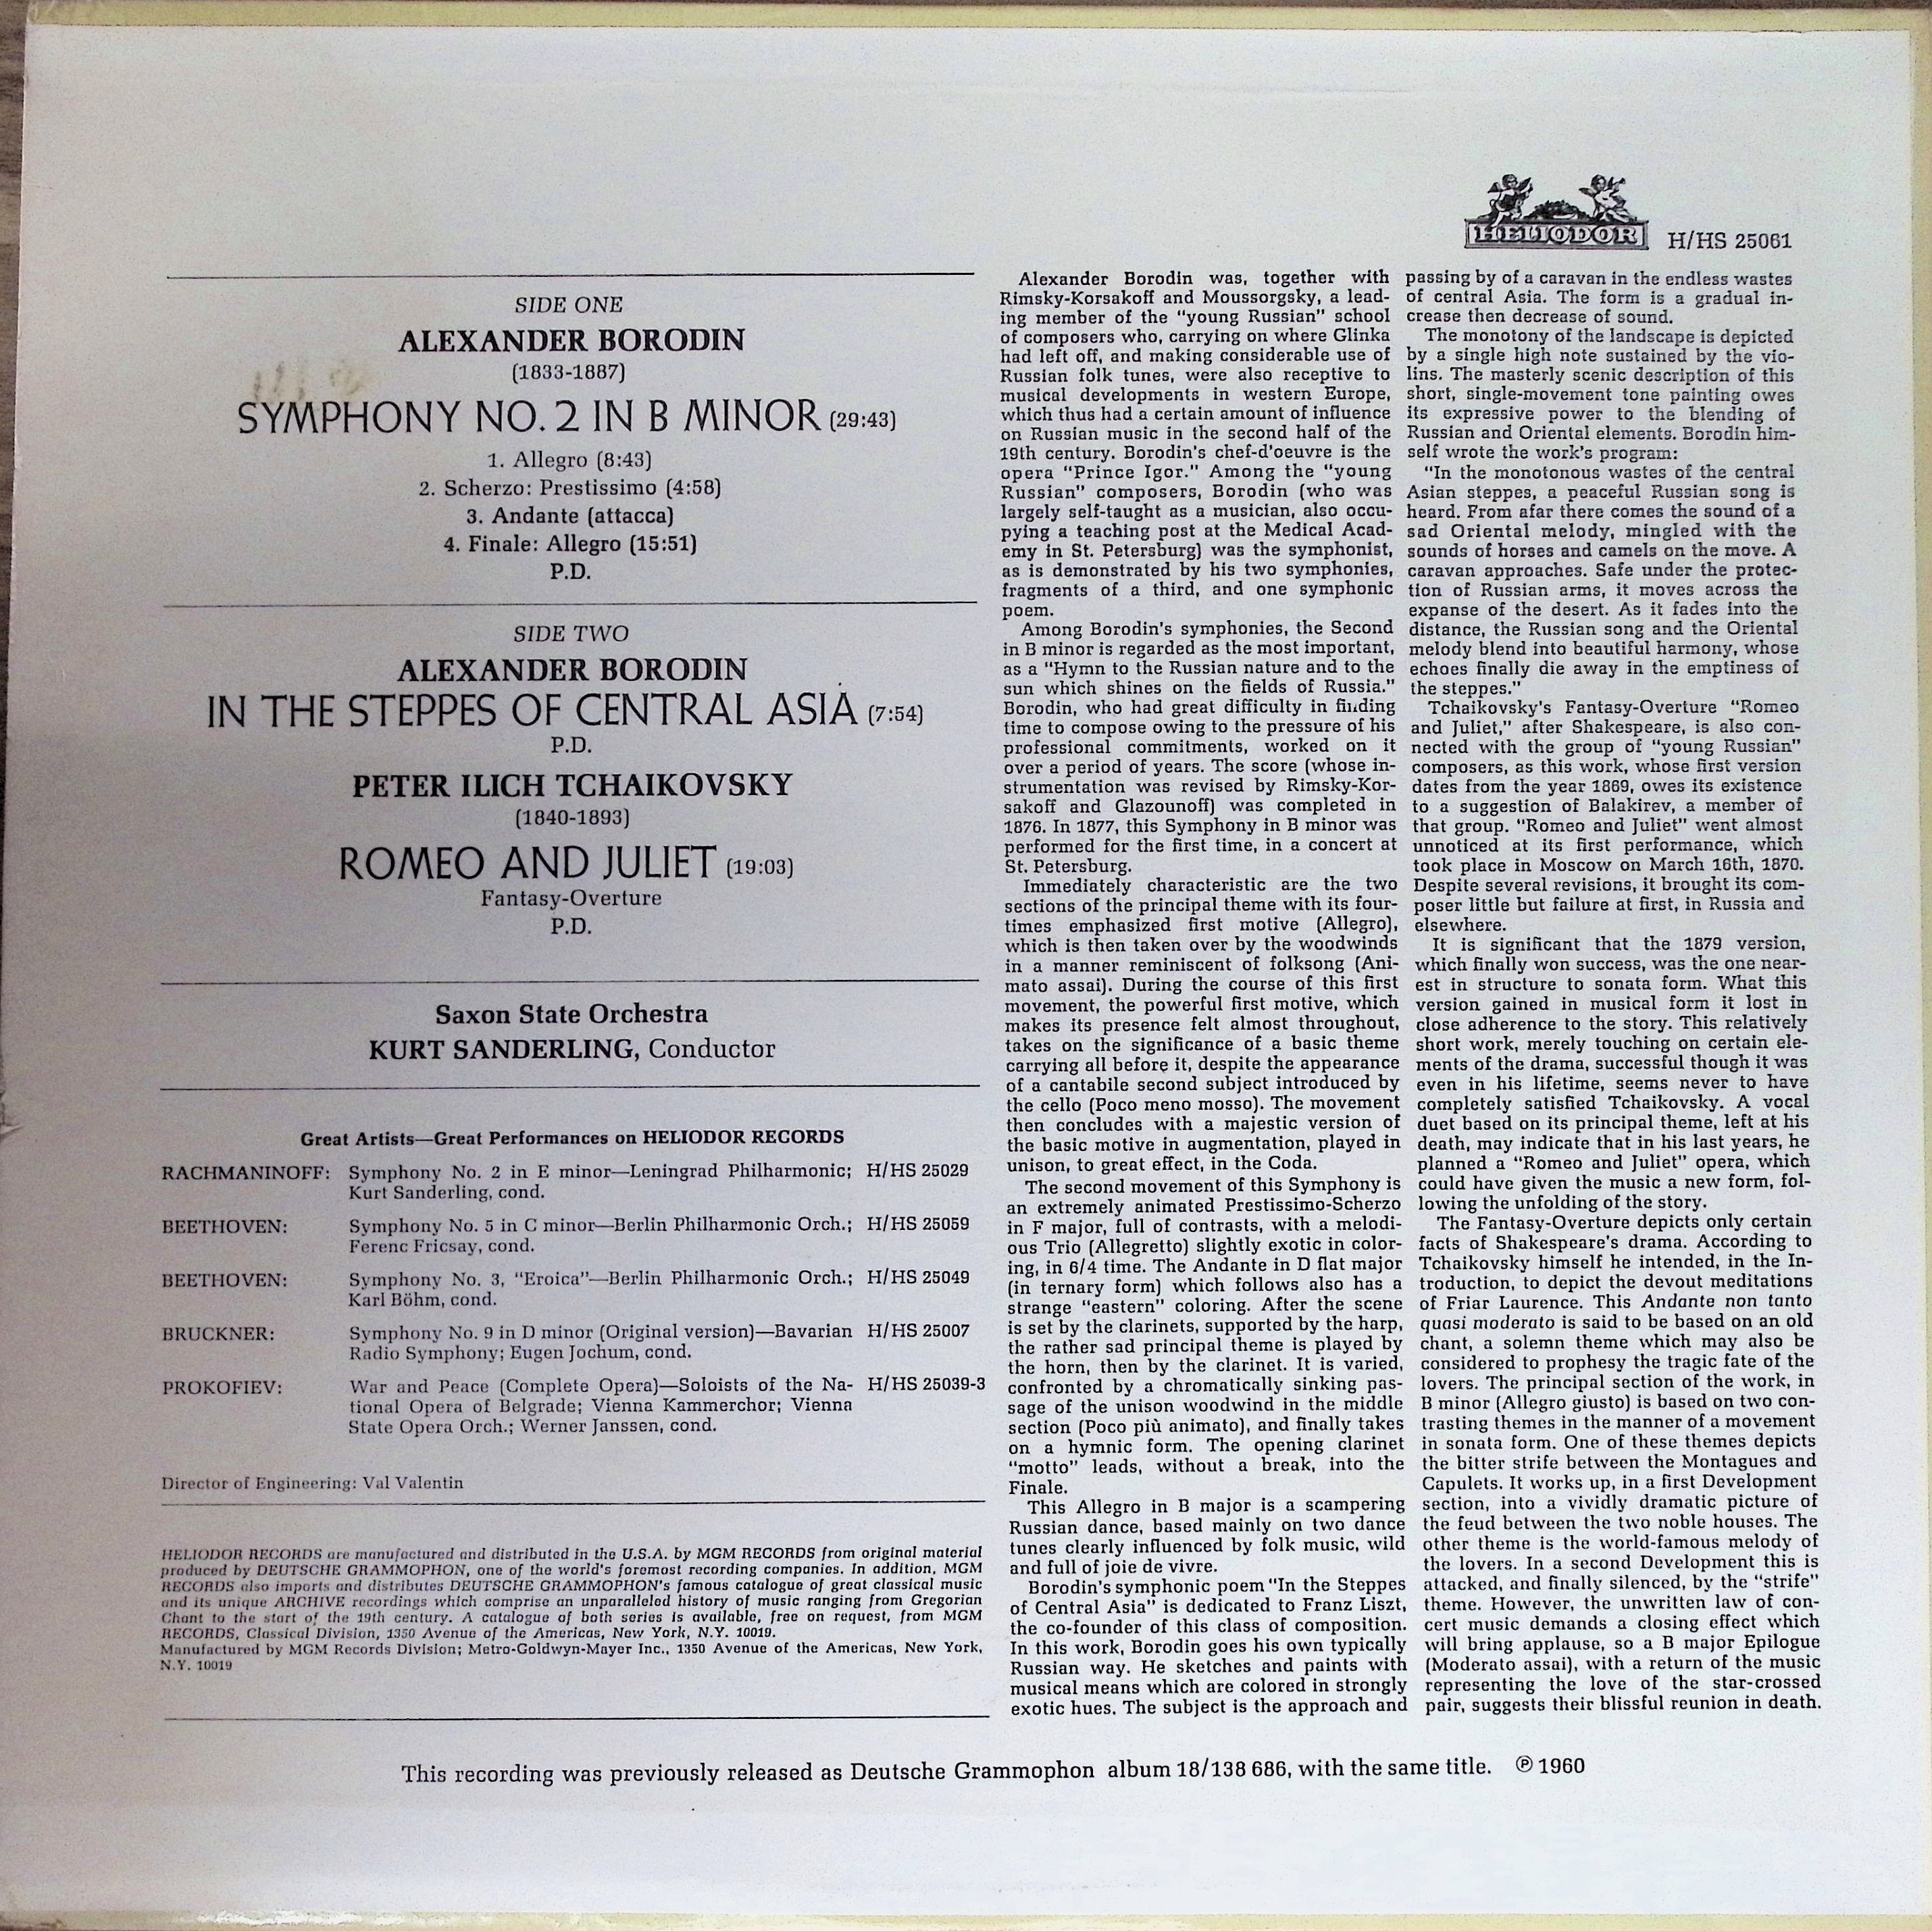 HELIODOR H/HS 25061
SIDE ONE
ALEXANDER BORODIN
(1833-1887)
SYMPHONY NO. 2 IN B MINOR (29:43)
1. Allegro (8:43)
2. Scherzo: Prestissimo (4:58)
3. Andante (attacca)
4. Finale: Allegro (15:51)
P.D.
SIDE TWO
ALEXANDER BORODIN
IN THE STEPPES OF CENTRAL ASIA (7:54)
P.D.
PETER ILICH TCHAIKOVSKY
(1840-1893)
ROMEO AND JULIET (19:03)
Fantasy-Overture
P.D.
Saxon State Orchestra
KURT SANDERLING, Conductor
Great Artists—Great Performances on HELIODOR RECORDS
RACHMANINOFF: Symphony No. 2 in E minor—Leningrad Philharmonic; H/HS 25029
Kurt Sanderling, cond.
BEETHOVEN: Symphony No. 5 in C minor—Berlin Philharmonic Orch.; H/HS 25059
Ferenc Fricsay, cond.
BEETHOVEN: Symphony No. 3, "Eroica"—Berlin Philharmonic Orch.; H/HS 25049
Karl Böhm, cond.
BRUCKNER: Symphony No. 9 in D minor (Original version)—Bavarian H/HS 25007
Radio Symphony; Eugen Jochum, cond.
PROKOFIEV: War and Peace (Complete Opera)—Soloists of the Na- H/HS 25039-3
tional Opera of Belgrade; Vienna Kammerchor; Vienna
State Opera Orch.; Werner Janssen, cond.
Director of Engineering: Val Valentin
HELIODOR RECORDS are manufactured and distributed in the U.S.A. by MGM RECORDS from original material
produced by DEUTSCHE GRAMMOPHON, one of the world's foremost recording companies. In addition, MGM
RECORDS also imports and distributes DEUTSCHE GRAMMOPHON's famous catalogue of great classical music
and its unique ARCHIVE recordings which comprise an unparalleled history of music ranging from Gregorian
Chant to the start of the 19th century. A catalogue of both series is available, free on request, from MGM
RECORDS, Classical Division, 1350 Avenue of the Americas, New York, N.Y. 10019.
Manufactured by MGM Records Division; Metro-Goldwyn-Mayer Inc., 1350 Avenue of the Americas, New York,
N.Y. 10019
Alexander Borodin was, together with
Rimsky-Korsakoff and Moussorgsky, a lead-
ing member of the "young Russian" school
of composers who, carrying on where Glinka
had left off, and making considerable use of
Russian folk tunes, were also receptive to
musical developments in western Europe,
which thus had a certain amount of influence
on Russian music in the second half of the
19th century. Borodin's chef-d'oeuvre is the
opera "Prince Igor." Among the "young
Russian" composers, Borodin (who was
largely self-taught as a musician, also occu-
pying a teaching post at the Medical Acad-
emy in St. Petersburg) was the symphonist,
as is demonstrated by his two symphonies,
fragments of a third, and one symphonic
poem.
Among Borodin's symphonies, the Second
in B minor is regarded as the most important,
as a "Hymn to the Russian nature and to the
sun which shines on the fields of Russia."
Borodin, who had great difficulty in finding
time to compose owing to the pressure of his
professional commitments, worked on it
over a period of years. The score (whose in-
strumentation was revised by Rimsky-Kor-
sakoff and Glazounoff) was completed in
1876. In 1877, this Symphony in B minor was
performed for the first time, in a concert at
St. Petersburg.
Immediately characteristic are the two
sections of the principal theme with its four-
times emphasized first motive (Allegro),
which is then taken over by the woodwinds
in a manner reminiscent of folksong (Ani-
mato assai). During the course of this first
movement, the powerful first motive, which
makes its presence felt almost throughout,
takes on the significance of a basic theme
carrying all before it, despite the appearance
of a cantabile second subject introduced by
the cello (Poco meno mosso). The movement
then concludes with a majestic version of
the basic motive in augmentation, played in
unison, to great effect, in the Coda.
The second movement of this Symphony is
an extremely animated Prestissimo-Scherzo
in F major, full of contrasts, with a melodi-
ous Trio (Allegretto) slightly exotic in color-
ing, in 6/4 time. The Andante in D flat major
(in ternary form) which follows also has a
strange "eastern" coloring. After the scene
is set by the clarinets, supported by the harp,
the rather sad principal theme is played by
the horn, then by the clarinet. It is varied,
confronted by a chromatically sinking pas-
sage of the unison woodwind in the middle
section (Poco più animato), and finally takes
on a hymnic form. The opening clarinet
"motto" leads, without a break, into the
Finale.
This Allegro in B major is a scampering
Russian dance, based mainly on two dance
tunes clearly influenced by folk music, wild
and full of joie de vivre.
Borodin's symphonic poem "In the Steppes
of Central Asia" is dedicated to Franz Liszt,
the co-founder of this class of composition.
In this work, Borodin goes his own typically
Russian way. He sketches and paints with
musical means which are colored in strongly
exotic hues. The subject is the approach and
passing by of a caravan in the endless wastes
of central Asia. The form is a gradual in-
crease then decrease of sound.
The monotony of the landscape is depicted
by a single high note sustained by the vio-
lins. The masterly scenic description of this
short, single-movement tone painting owes
its expressive power to the blending of
Russian and Oriental elements. Borodin him-
self wrote the work's program:
"In the monotonous wastes of the central
Asian steppes, a peaceful Russian song is
heard. From afar there comes the sound of a
sad Oriental melody, mingled with the
sounds of horses and camels on the move. A
caravan approaches. Safe under the protec-
tion of Russian arms, it moves across the
expanse of the desert. As it fades into the
distance, the Russian song and the Oriental
melody blend into beautiful harmony, whose
echoes finally die away in the emptiness of
the steppes."
Tchaikovsky's Fantasy-Overture "Romeo
and Juliet," after Shakespeare, is also con-
nected with the group of "young Russian"
composers, as this work, whose first version
dates from the year 1869, owes its existence
to a suggestion of Balakirev, a member of
that group. "Romeo and Juliet" went almost
unnoticed at its first performance, which
took place in Moscow on March 16th, 1870.
Despite several revisions, it brought its com-
poser little but failure at first, in Russia and
elsewhere.
It is significant that the 1879 version,
which finally won success, was the one near-
est in structure to sonata form. What this
version gained in musical form it lost in
close adherence to the story. This relatively
short work, merely touching on certain ele-
ments of the drama, successful though it was
even in his lifetime, seems never to have
completely satisfied Tchaikovsky. A vocal
duet based on its principal theme, left at his
death, may indicate that in his last years, he
planned a "Romeo and Juliet" opera, which
could have given the music a new form, fol-
lowing the unfolding of the story.
The Fantasy-Overture depicts only certain
facts of Shakespeare's drama. According to
Tchaikovsky himself he intended, in the In-
troduction, to depict the devout meditations
of Friar Laurence. This Andante non tanto
quasi moderato is said to be based on an old
chant, a solemn theme which may also be
considered to prophesy the tragic fate of the
lovers. The principal section of the work, in
B minor (Allegro giusto) is based on two con-
trasting themes in the manner of a movement
in sonata form. One of these themes depicts
the bitter strife between the Montagues and
Capulets. It works up, in a first Development
section, into a vividly dramatic picture of
the feud between the two noble houses. The
other theme is the world-famous melody of
the lovers. In a second Development this is
attacked, and finally silenced, by the "strife"
theme. However, the unwritten law of con-
cert music demands a closing effect which
will bring applause, so a B major Epilogue
(Moderato assai), with a return of the music
representing the love of the star-crossed
pair, suggests their blissful reunion in death.
This recording was previously released as Deutsche Grammophon album 18/138 686, with the same title. ℗ 1960